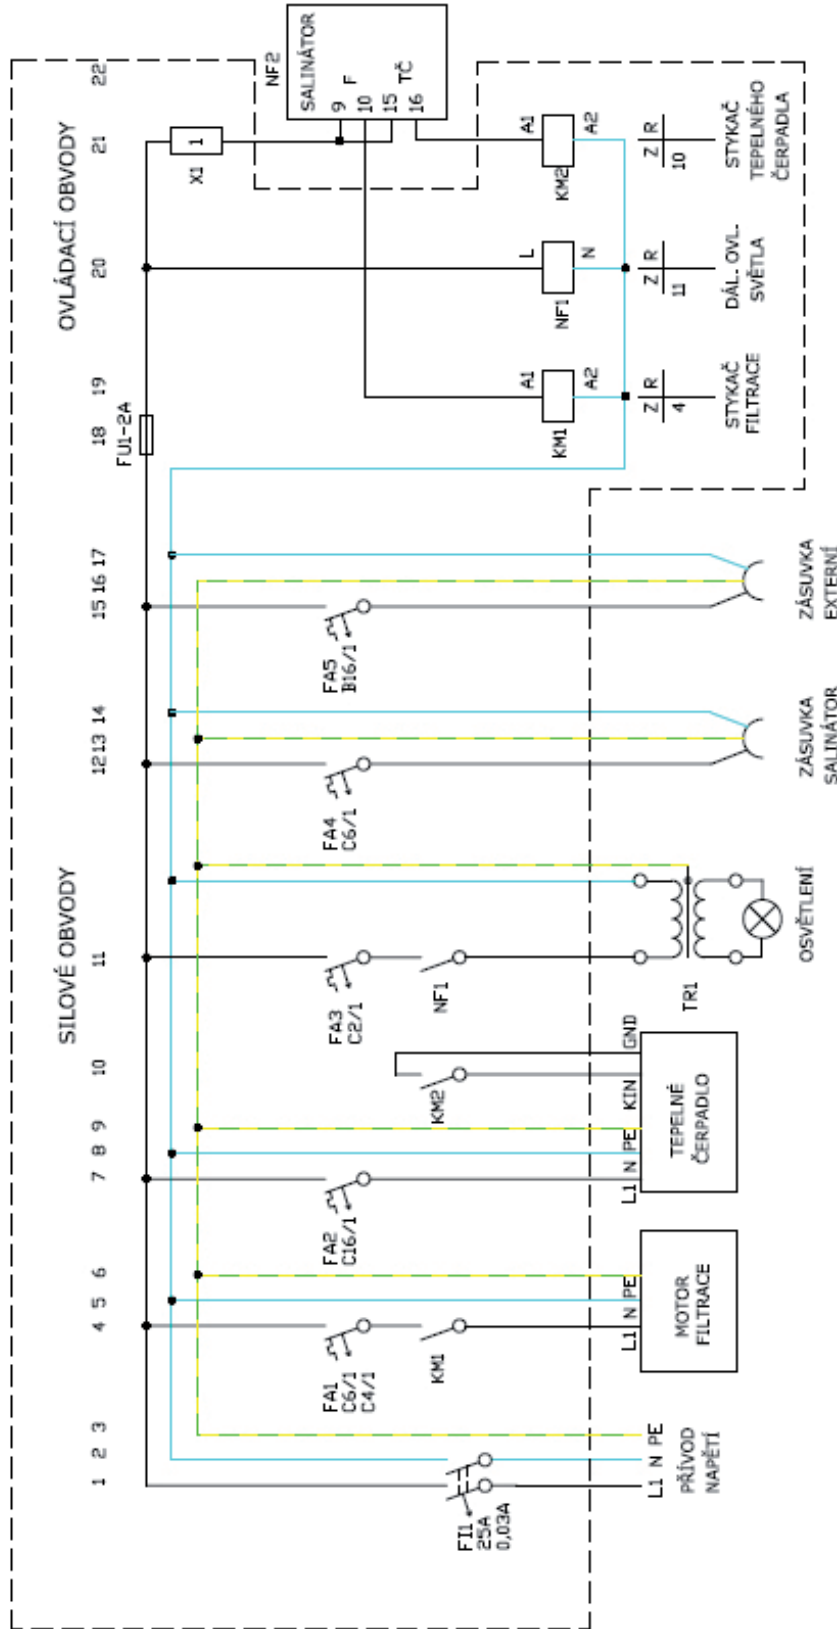 SILOVÉ OBVODY
OVLÁDACÍ OBVODY
1 2 3 4 5 6 7 8 9 10 11 12 13 14 15 16 17 18 19 20 21 22
FI1
25A
0,03A
L1 N PE
PŘÍVOD
NAPĚTÍ
FA1
C6/1
C4/1
KM1
L1 N PE
MOTOR
FILTRACE
FA2
C16/1
KM2
L1 N PE KIN GND
TEPELNÉ
ČERPADLO
FA3
C2/1
NF1
TR1
OSVĚTLENÍ
FA4
C6/1
ZÁSUVKA
SALINÁTOR
FA5
B16/1
ZÁSUVKA
EXTERNÍ
FU1-2A
X1
1
NF2
SALINÁTOR
F TČ
9 10 15 16
A1
KM1
A2
Z R
4
STYKAČ
FILTRACE
L
NF1
N
Z R
11
DÁL. OVL.
SVĚTLA
A1
KM2
A2
Z R
10
STYKAČ
TEPELNÉHO
ČERPADLA